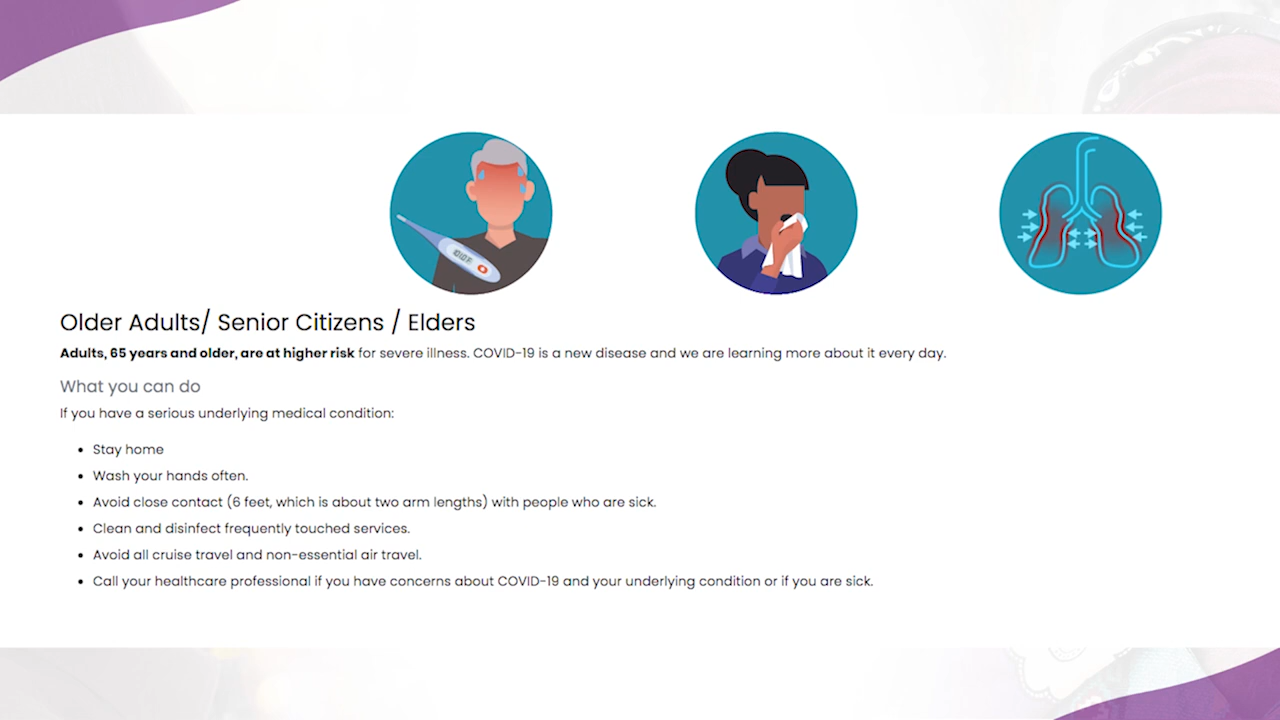 Older Adults/ Senior Citizens / Elders
Adults, 65 years and older, are at higher risk for severe illness. COVID-19 is a new disease and we are learning more about it every day.
What you can do
If you have a serious underlying medical condition:
• Stay home
• Wash your hands often.
• Avoid close contact (6 feet, which is about two arm lengths) with people who are sick.
• Clean and disinfect frequently touched services.
• Avoid all cruise travel and non-essential air travel.
• Call your healthcare professional if you have concerns about COVID-19 and your underlying condition or if you are sick.